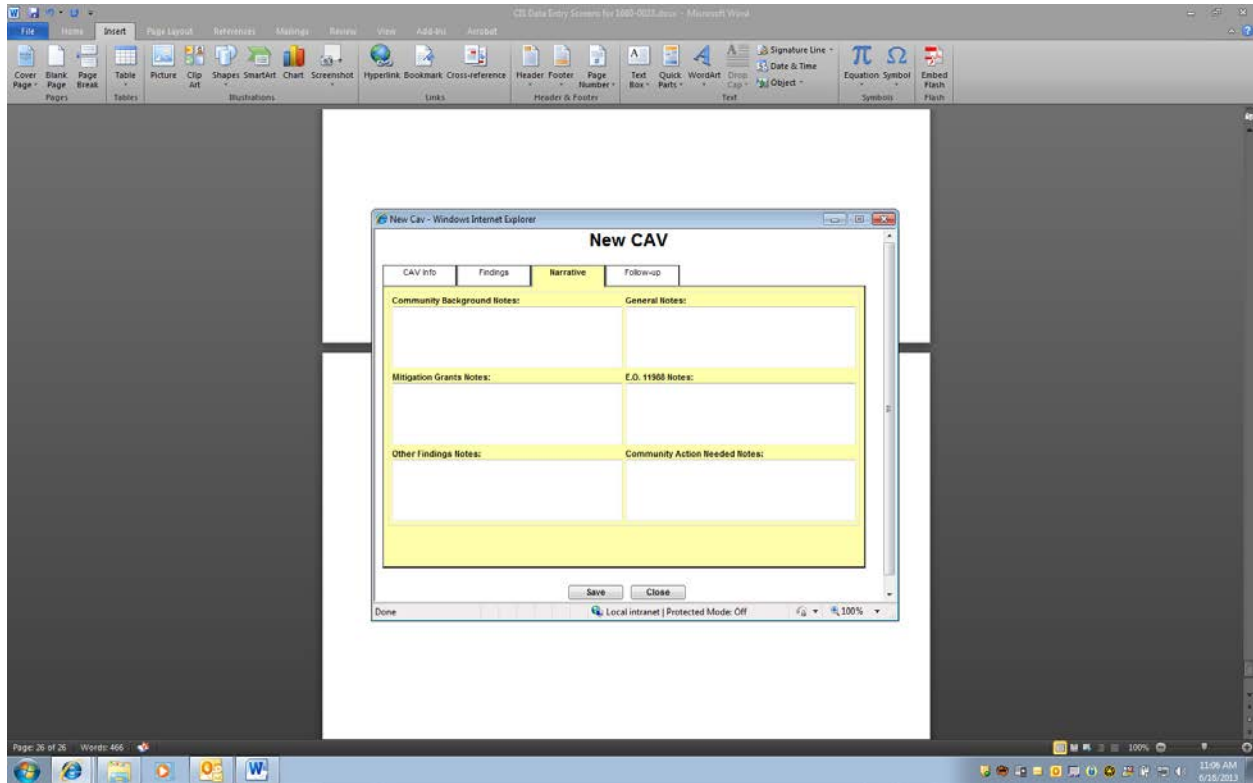 CIS Data Entry Screens for 1660-0023.docx - Microsoft Word
File Home Insert Page Layout References Mailings Review View Add-Ins Acrobat
Cover Page Blank Page Page Break Table Picture Clip Art Shapes SmartArt Chart Screenshot Hyperlink Bookmark Cross-reference Header Footer Page Number Text Box Quick Parts WordArt Drop Cap Signature Line Date & Time Object Equation Symbol Embed Flash
Pages Tables Illustrations Links Header & Footer Text Symbols Flash
New Cav - Windows Internet Explorer
New CAV
CAV Info Findings Narrative Follow-up
Community Background Notes: General Notes:
Mitigation Grants Notes: E.O. 11988 Notes:
Other Findings Notes: Community Action Needed Notes:
Save Close
Done Local intranet | Protected Mode: Off 100%
Page: 26 of 26 Words: 466 100%
11:06 AM
6/18/2013